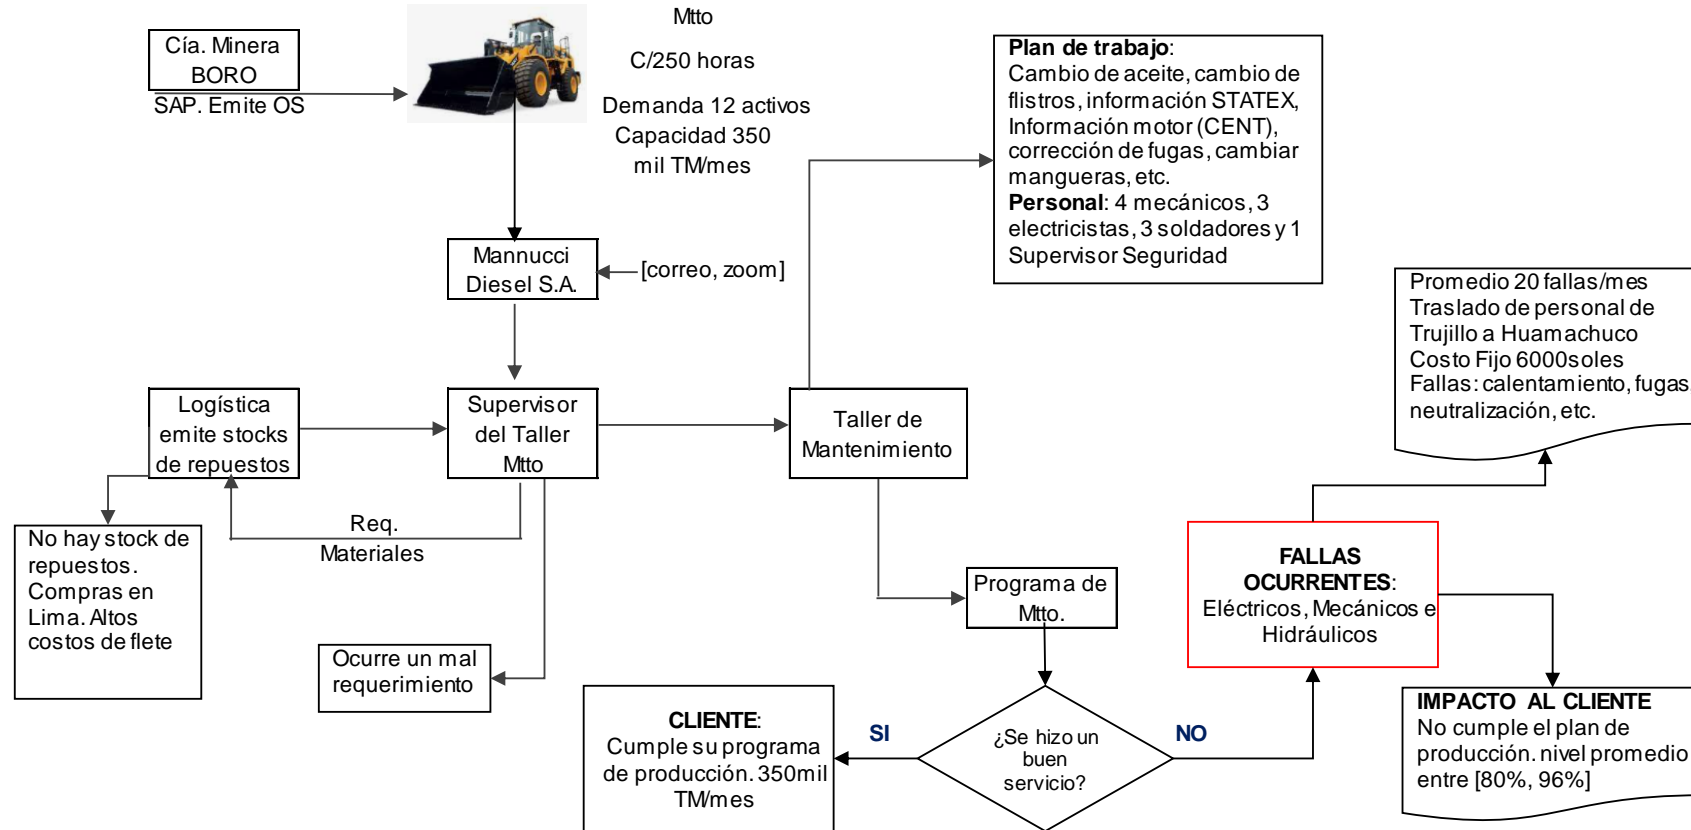 Cía. Minera
BORO
SAP. Emite OS
Mtto
C/250 horas
Demanda 12 activos
Capacidad 350
mil TM/mes
Plan de trabajo:
Cambio de aceite, cambio de
flistros, información STATEX,
Información motor (CENT),
corrección de fugas, cambiar
mangueras, etc.
Personal: 4 mecánicos, 3
electricistas, 3 soldadores y 1
Supervisor Seguridad
Mannucci
Diesel S.A.
[correo, zoom]
Promedio 20 fallas/mes
Traslado de personal de
Trujillo a Huamachuco
Costo Fijo 6000soles
Fallas: calentamiento, fugas,
neutralización, etc.
Logística
emite stocks
de repuestos
Supervisor
del Taller
Mtto
Taller de
Mantenimiento
Req.
Materiales
No hay stock de
repuestos.
Compras en
Lima. Altos
costos de flete
Ocurre un mal
requerimiento
Programa de
Mtto.
FALLAS
OCURRENTES:
Eléctricos, Mecánicos e
Hidráulicos
CLIENTE:
Cumple su programa
de producción. 350mil
TM/mes
SI
¿Se hizo un
buen
servicio?
NO
IMPACTO AL CLIENTE
No cumple el plan de
producción. nivel promedio
entre [80%, 96%]